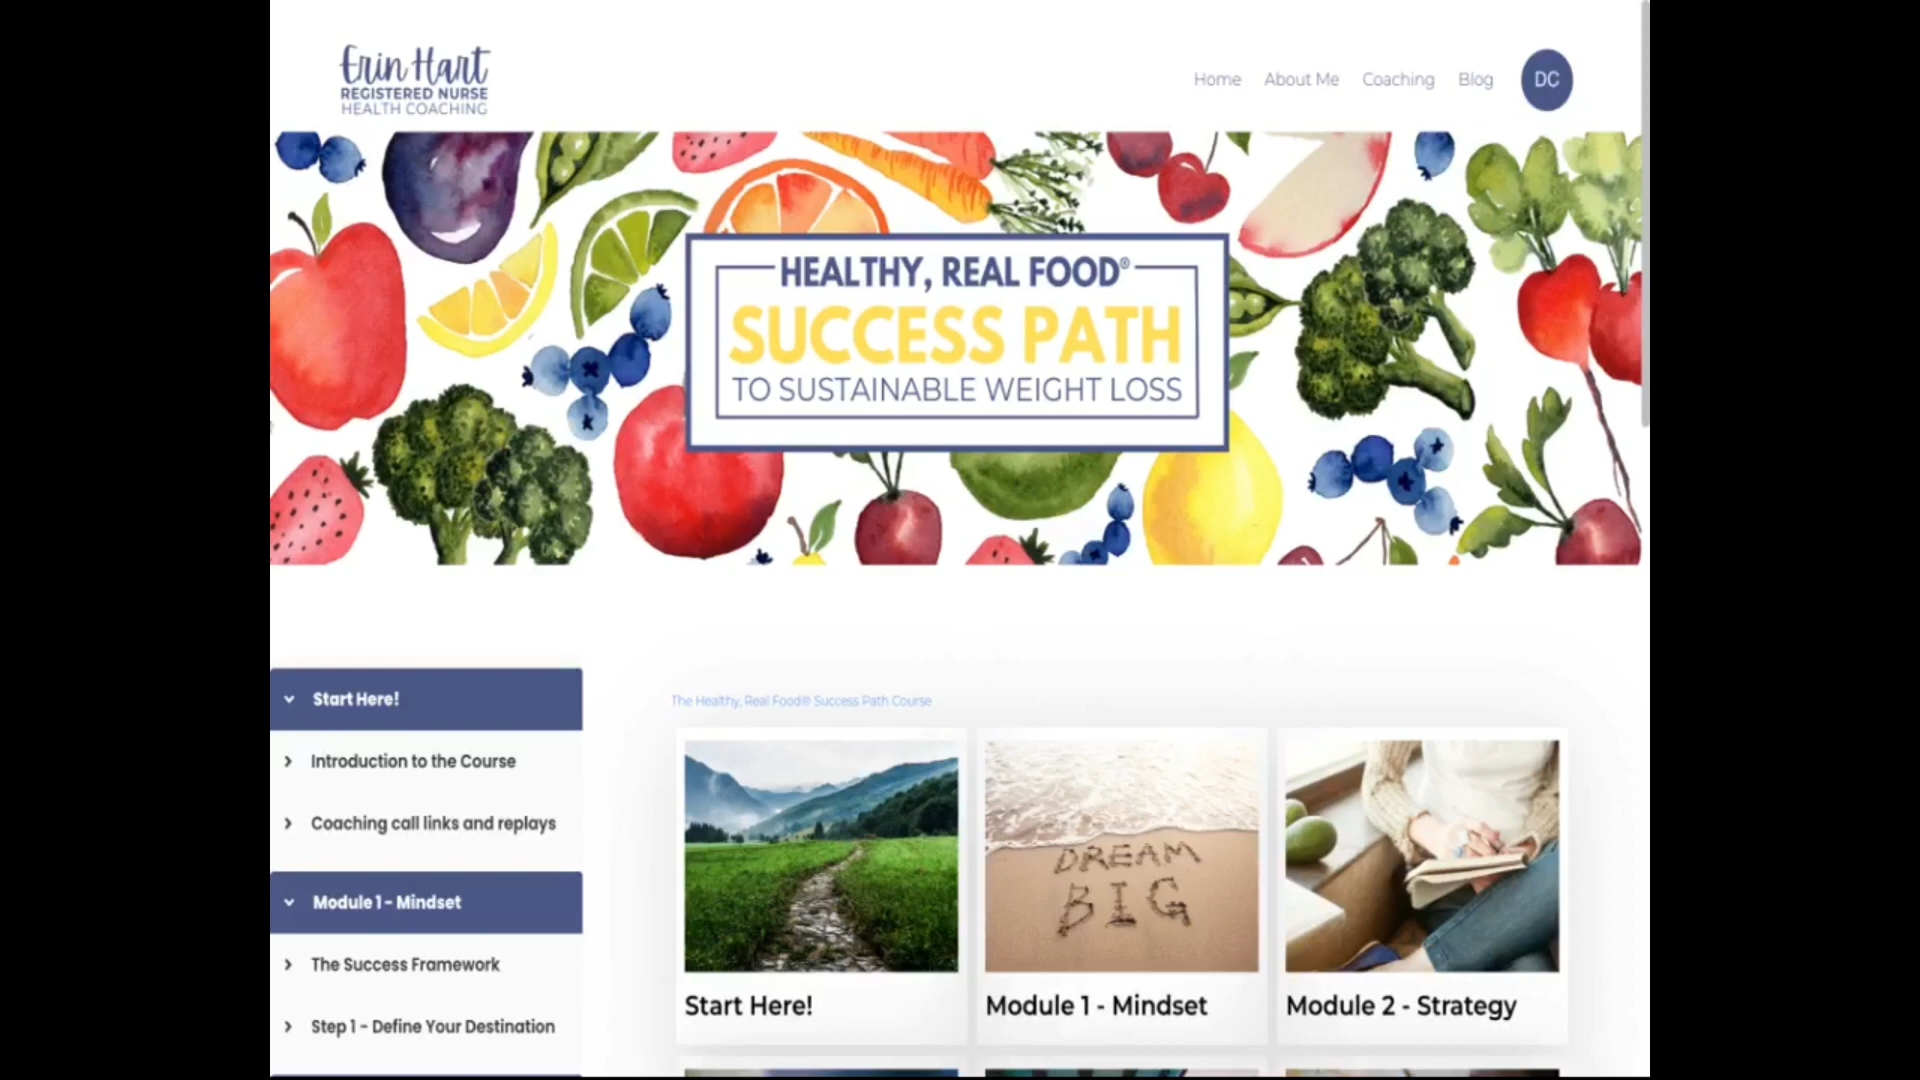 Erin Hart
REGISTERED NURSE
HEALTH COACHING
Home About Me Coaching Blog DC
HEALTHY, REAL FOOD®
SUCCESS PATH
TO SUSTAINABLE WEIGHT LOSS
Start Here!
Introduction to the Course
Coaching call links and replays
Module 1 - Mindset
The Success Framework
Step 1 - Define Your Destination
The Healthy, Real Food® Success Path Course
DREAM
BIG
Start Here!
Module 1 - Mindset
Module 2 - Strategy